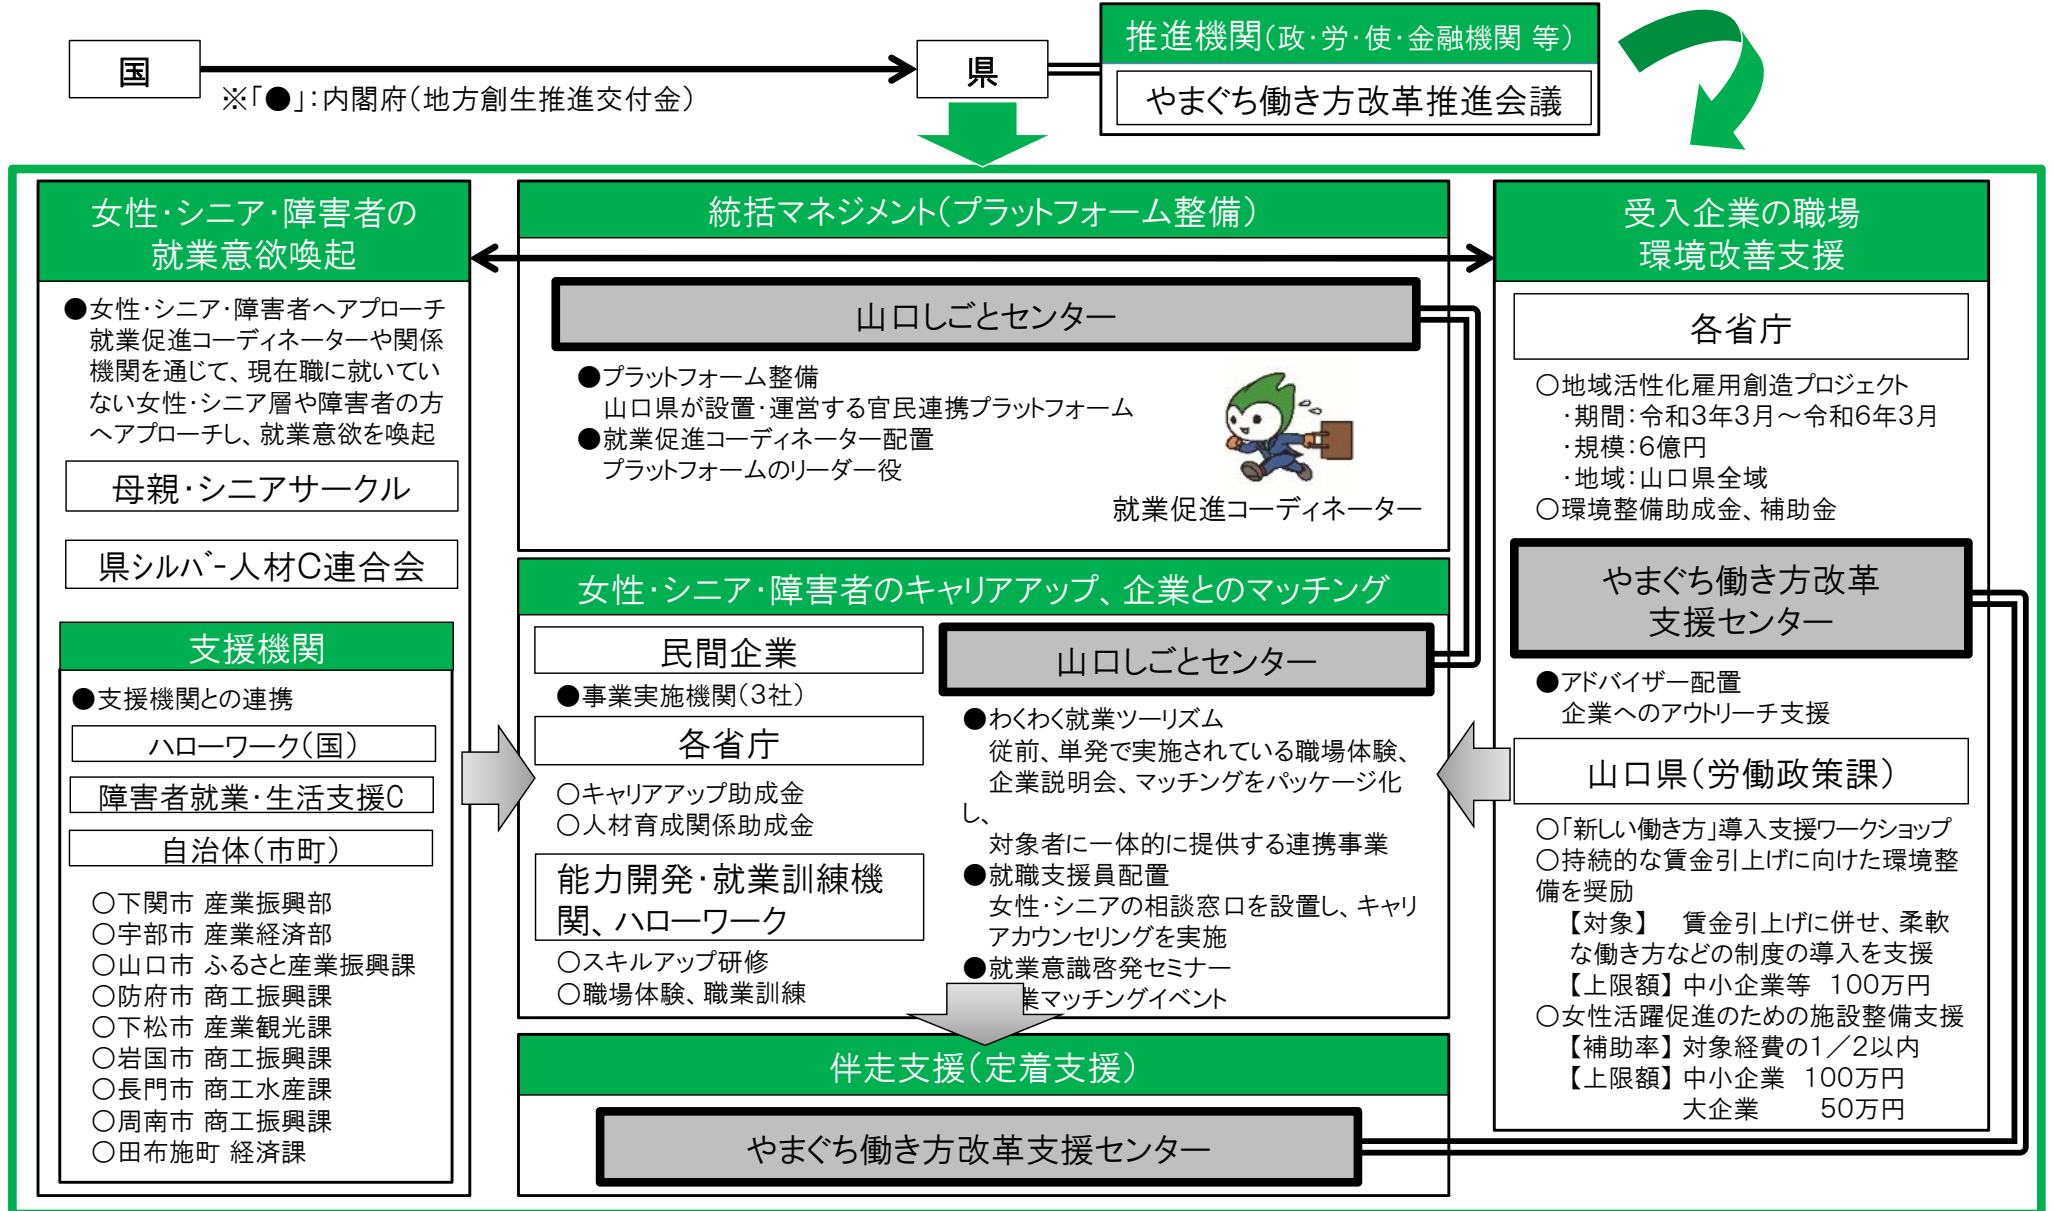 国
※「●」：内閣府（地方創生推進交付金）
県
推進機関（政・労・使・金融機関 等）
やまぐち働き方改革推進会議
女性・シニア・障害者の
就業意欲喚起
●女性・シニア・障害者へアプローチ
就業促進コーディネーターや関係
機関を通じて、現在職に就いてい
ない女性・シニア層や障害者の方
へアプローチし、就業意欲を喚起
母親・シニアサークル
県シルバー人材C連合会
支援機関
●支援機関との連携
ハローワーク（国）
障害者就業・生活支援C
自治体（市町）
○下関市 産業振興部
○宇部市 産業経済部
○山口市 ふるさと産業振興課
○防府市 商工振興課
○下松市 産業観光課
○岩国市 商工振興課
○長門市 商工水産課
○周南市 商工振興課
○田布施町 経済課
統括マネジメント（プラットフォーム整備）
山口しごとセンター
●プラットフォーム整備
山口県が設置・運営する官民連携プラットフォーム
●就業促進コーディネーター配置
プラットフォームのリーダー役
就業促進コーディネーター
女性・シニア・障害者のキャリアアップ、企業とのマッチング
民間企業
●事業実施機関（3社）
各省庁
○キャリアアップ助成金
○人材育成関係助成金
能力開発・就業訓練機
関、ハローワーク
○スキルアップ研修
○職場体験、職業訓練
山口しごとセンター
●わくわく就業ツーリズム
従前、単発で実施されている職場体験、
企業説明会、マッチングをパッケージ化
し、
対象者に一体的に提供する連携事業
●就職支援員配置
女性・シニアの相談窓口を設置し、キャリ
アカウンセリングを実施
●就業意識啓発セミナー
業マッチングイベント
伴走支援（定着支援）
やまぐち働き方改革支援センター
受入企業の職場
環境改善支援
各省庁
○地域活性化雇用創造プロジェクト
・期間：令和3年3月～令和6年3月
・規模：6億円
・地域：山口県全域
○環境整備助成金、補助金
やまぐち働き方改革
支援センター
●アドバイザー配置
企業へのアウトリーチ支援
山口県（労働政策課）
○「新しい働き方」導入支援ワークショップ
○持続的な賃金引上げに向けた環境整
備を奨励
【対象】 賃金引上げに併せ、柔軟
な働き方などの制度の導入を支援
【上限額】中小企業等 100万円
○女性活躍促進のための施設整備支援
【補助率】対象経費の1／2以内
【上限額】中小企業 100万円
大企業 50万円